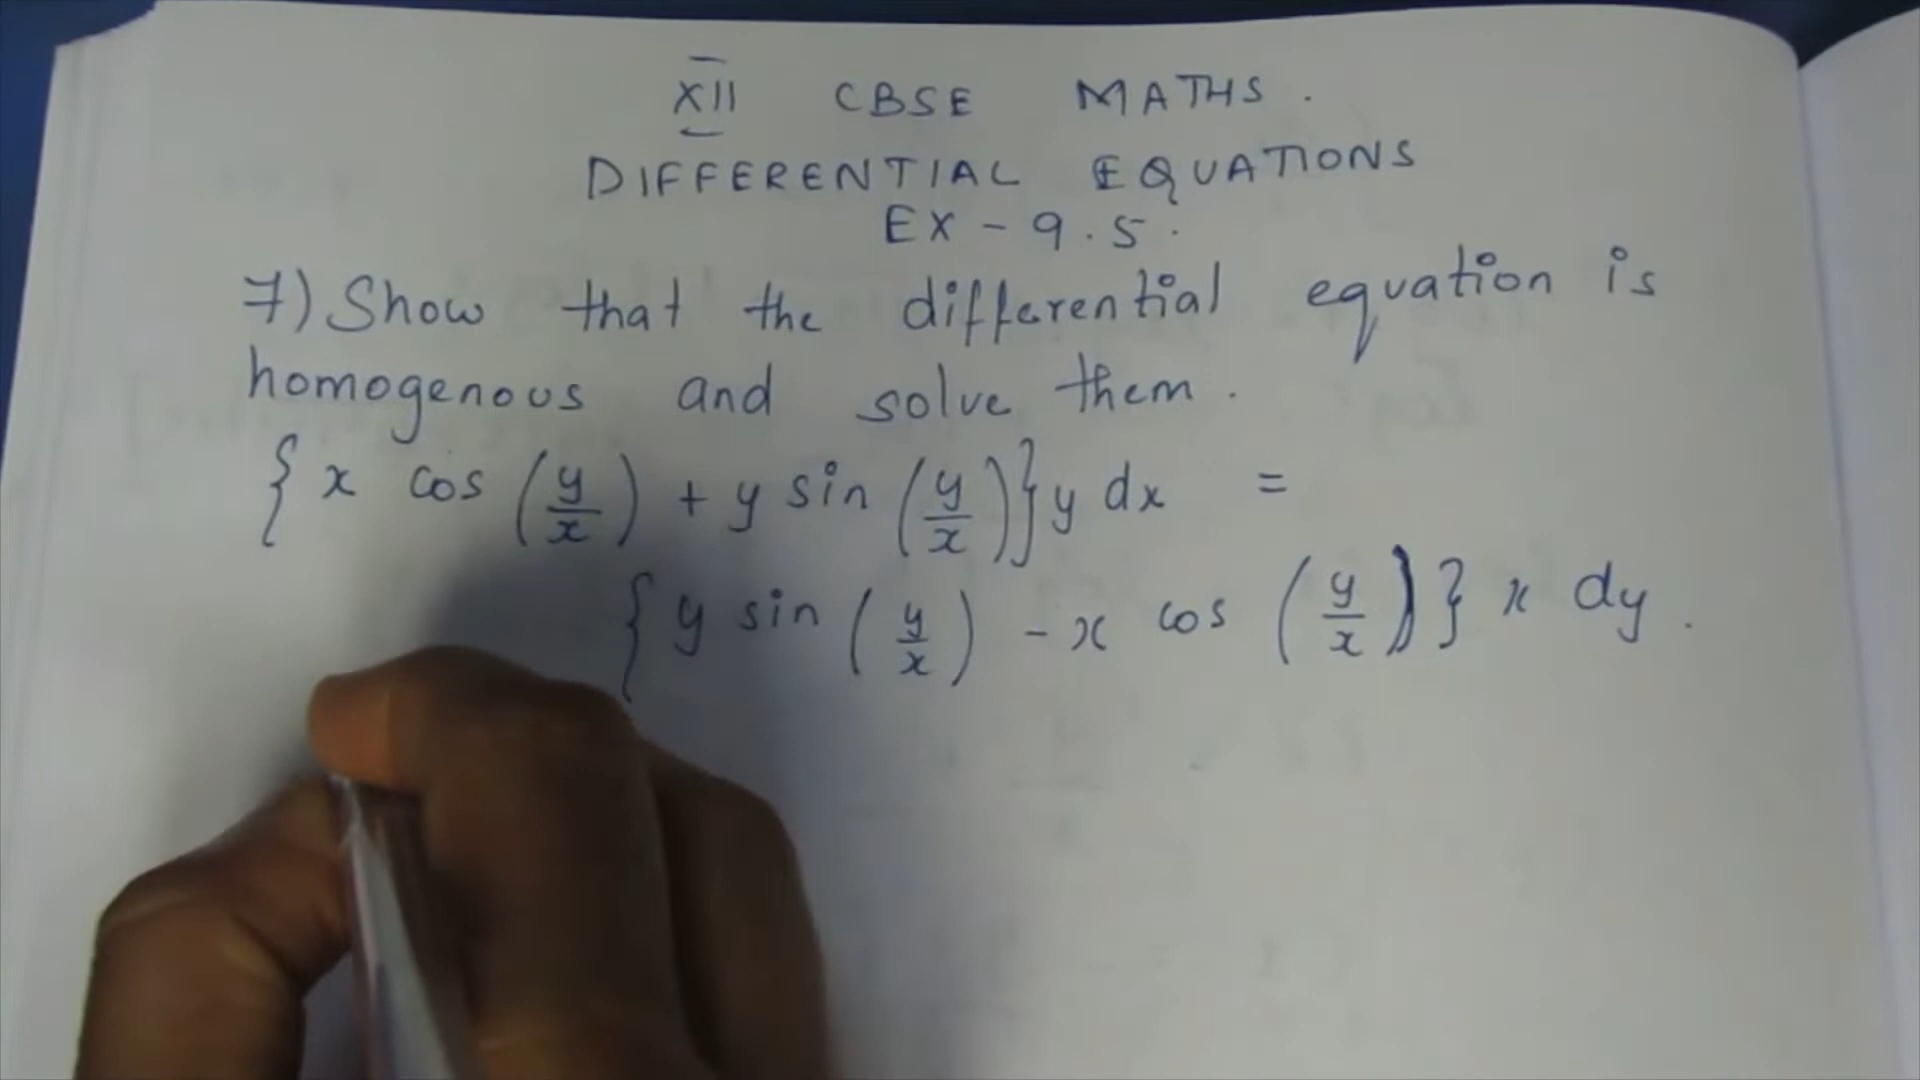 XII CBSE MATHS.
DIFFERENTIAL EQUATIONS
EX - 9.5.
7) Show that the differential equation is
homogenous and solve them.
{ x cos (y/x) + y sin (y/x) } y dx =
{ y sin (y/x) - x cos (y/x) } x dy.